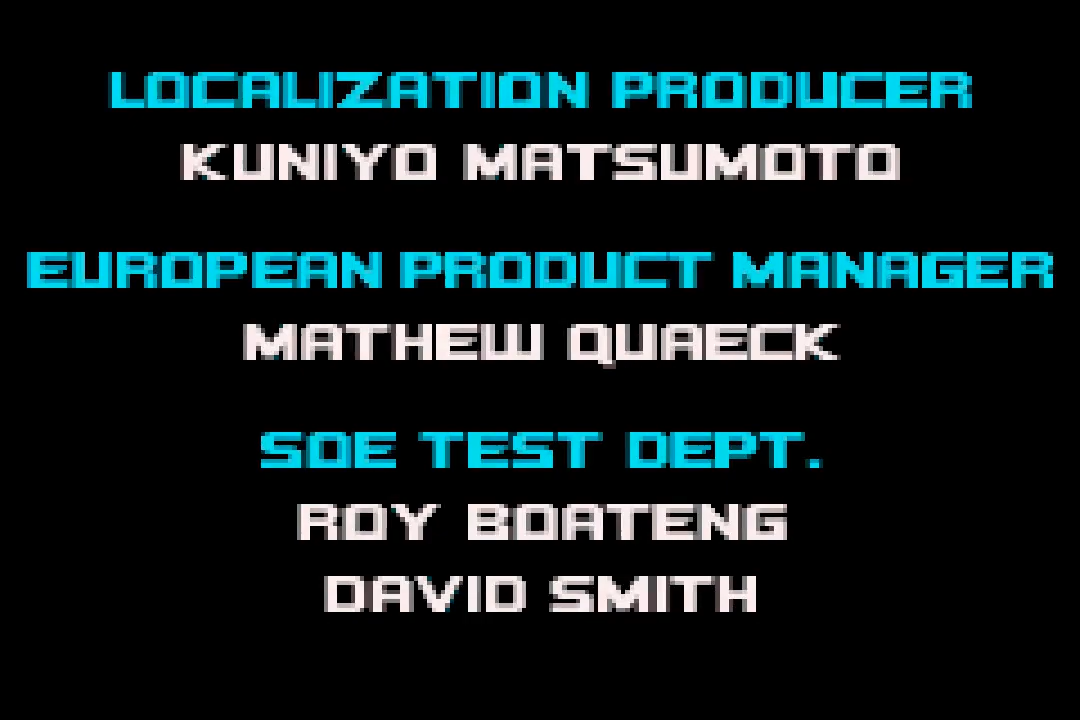 LOCALIZATION PRODUCER
KUNIYO MATSUMOTO
EUROPEAN PRODUCT MANAGER
MATHEW QUAECK
SOE TEST DEPT.
ROY BOATENG
DAVID SMITH